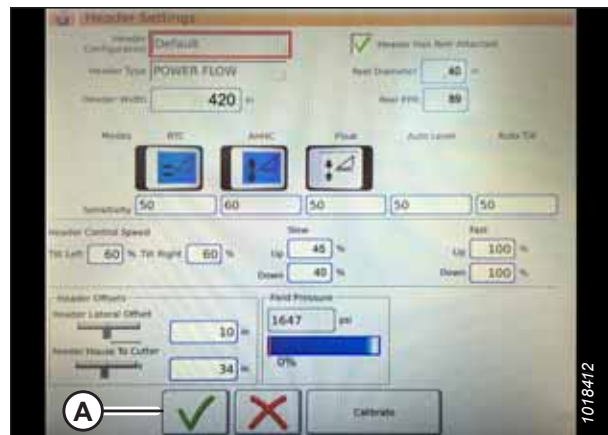 Header Settings
Header Configuration Default
Header Has Reel Attached
Header Type POWER FLOW
Reel Diameter 40 in
Header Width 420 in
Reel PPR 89
Modes RTC AHHC Float Auto Level Auto Tilt
Sensitivity 50 60 50 50 50
Header Control Speed
Slow
Fast
Tilt Left 60 % Tilt Right 60 %
Up 46 %
Up 100 %
Down 40 %
Down 100 %
Header Offsets
Field Pressure
Header Lateral Offset
10 in
1647 psi
Feeder House To Cutter
34 in
0%
A
Calibrate
1018412